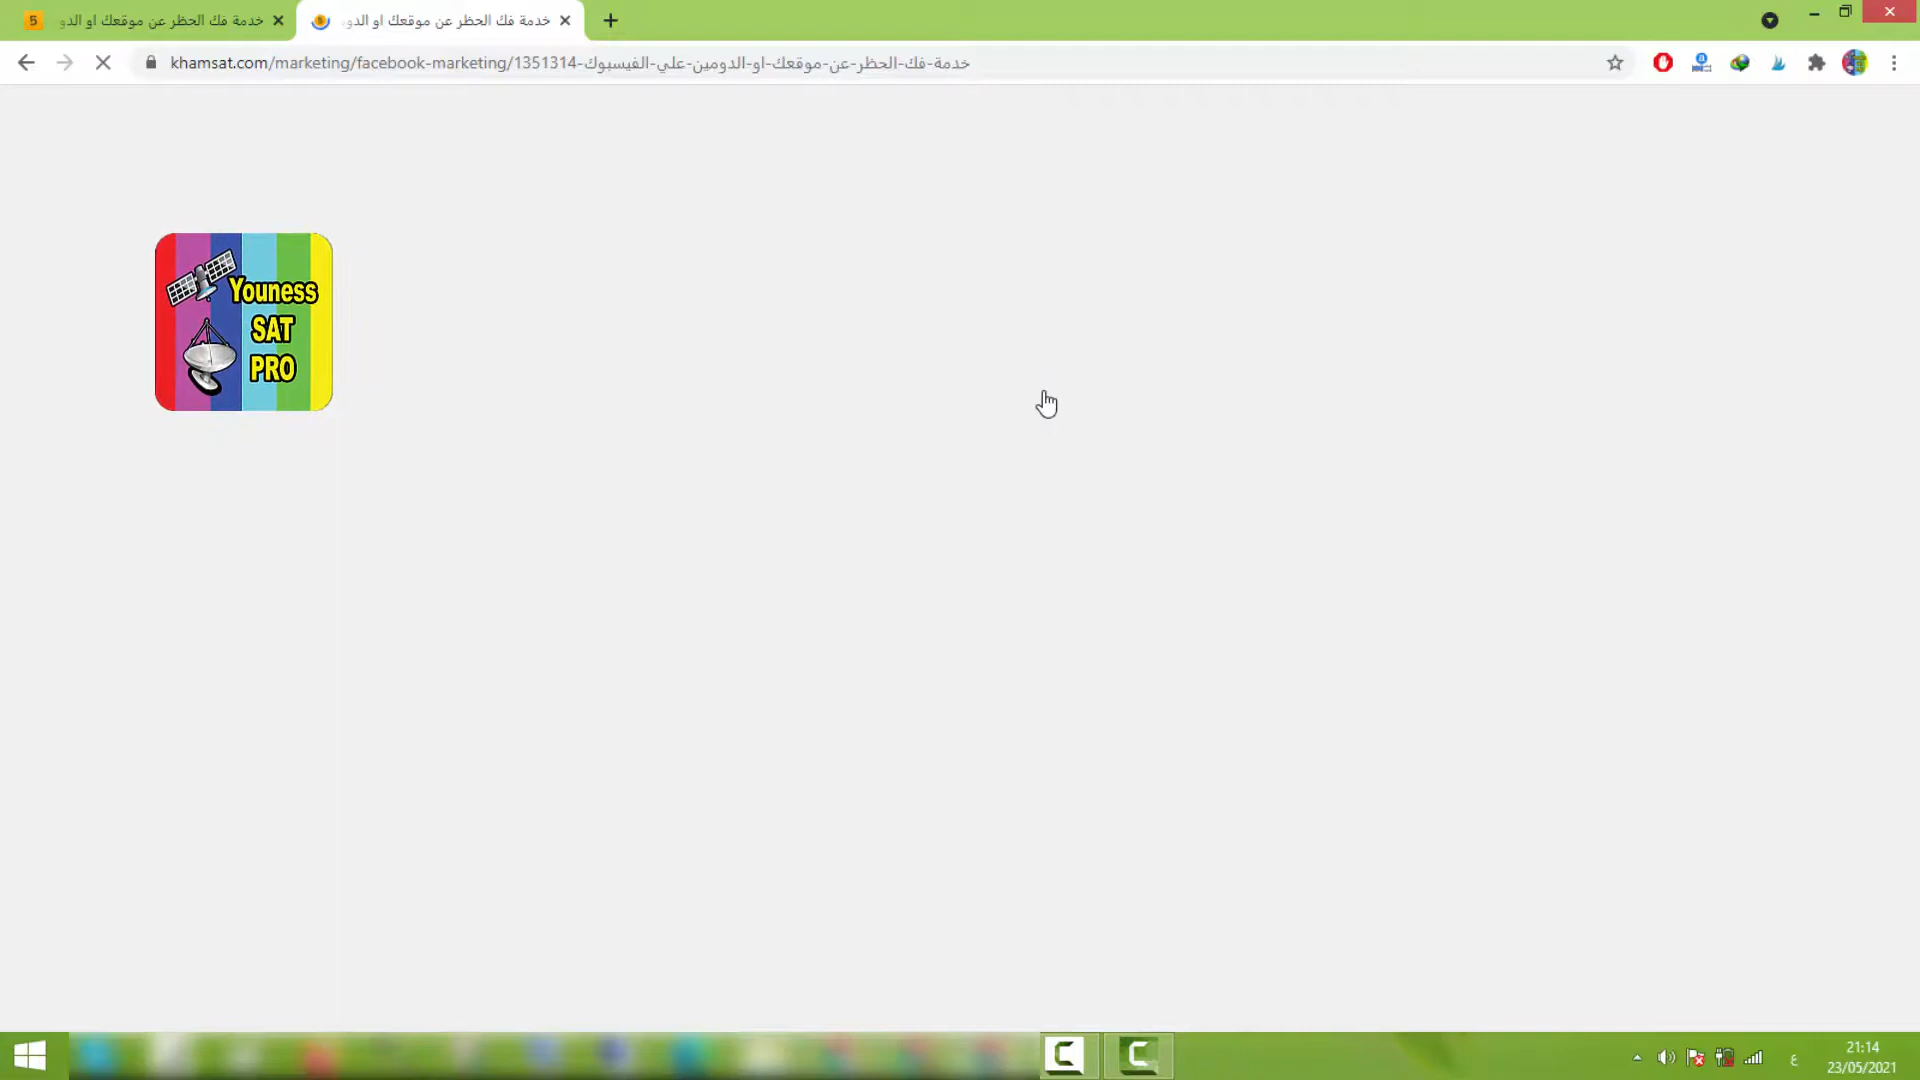 خدمة فك الحظر عن موقعك او الدو
خدمة فك الحظر عن موقعك او الدو
khamsat.com/marketing/facebook-marketing/1351314-خدمة-فك-الحظر-عن-موقعك-او-الدومين-علي-الفيسبوك
Youness
SAT
PRO
ع
21:14
23/05/2021